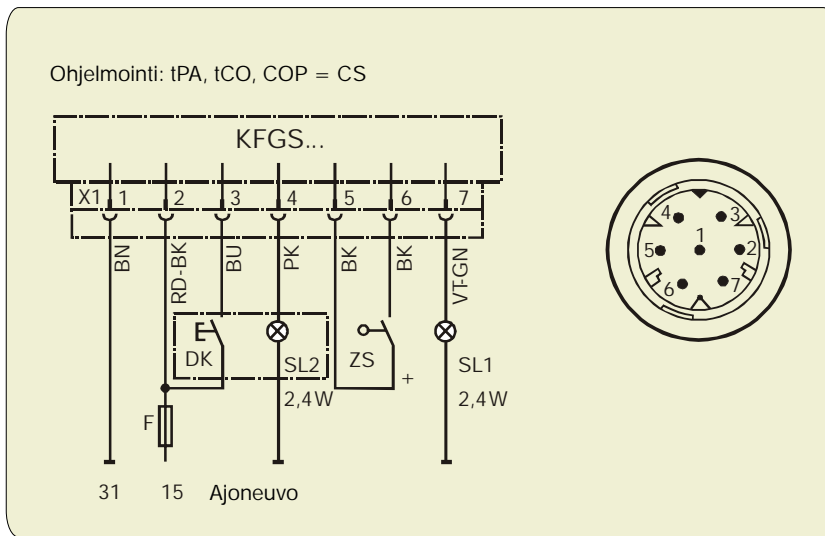 Ohjelmointi: tPA, tCO, COP = CS
KFGS...
X1 1 2 3 4 5 6 7
BN RD-BK BU PK BK BK VT-GN
DK SL2 ZS SL1
2,4W + 2,4W
F
31 15 Ajoneuvo
4 3
5 1 2
6 7